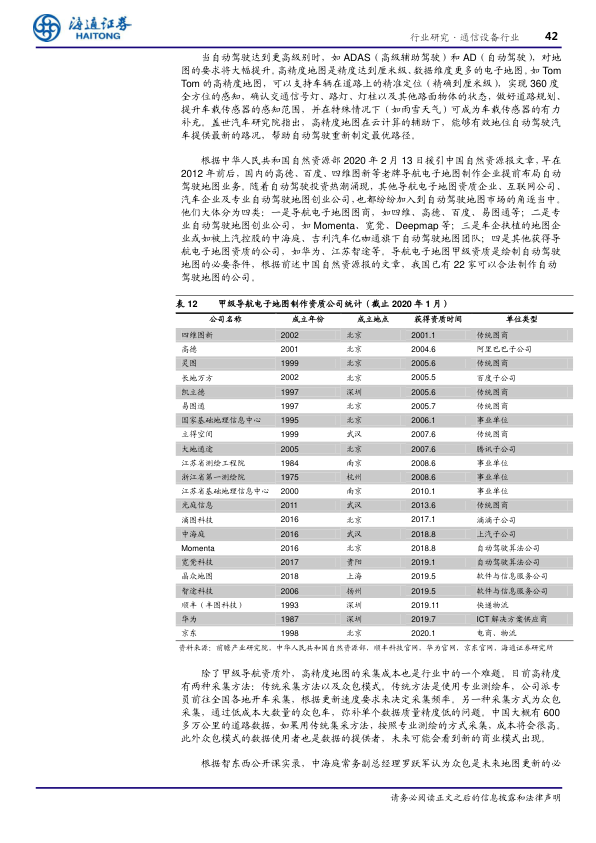 海通证券
HAITONG
行业研究·通信设备行业 42
当自动驾驶达到更高级别时，如 ADAS（高级辅助驾驶）和 AD（自动驾驶），对地
图的要求将大幅提升。高精度地图是精度达到厘米级、数据维度更多的电子地图。如 Tom
Tom 的高精度地图，可以支持车辆在道路上的精准定位（精确到厘米级），实现 360 度
全方位的感知，确认交通信号灯、路灯、灯柱以及其他路面物体的状态，做好道路规划、
提升车载传感器的感知范围，并在特殊情况下（如雨雪天气）可成为车载传感器的有力
补充。盖世汽车研究院指出，高精度地图在云计算的辅助下，能够有效地位自动驾驶汽
车提供最新的路况，帮助自动驾驶重新制定最优路径。
根据中华人民共和国自然资源部 2020 年 2 月 13 日援引中国自然资源报文章，早在
2012 年前后，国内的高德、百度、四维图新等老牌导航电子地图制作企业提前布局自动
驾驶地图业务。随着自动驾驶投资热潮涌现，其他导航电子地图资质企业、互联网公司、
汽车企业及专业自动驾驶地图创业公司，也都纷纷加入到自动驾驶地图市场的角逐当中。
他们大体分为四类：一是导航电子地图图商，如四维、高德、百度，易图通等；二是专
业自动驾驶地图创业公司，如 Momenta、宽凳、Deepmap 等；三是车企扶植的地图企
业或如被上汽控股的中海庭，吉利汽车亿咖通旗下自动驾驶地图团队；四是其他获得导
航电子地图资质的公司，如华为、江苏智途等。导航电子地图甲级资质是绘制自动驾驶
地图的必要条件，根据前述中国自然资源报的文章，我国已有 22 家可以合法制作自动
驾驶地图的公司。
表 12 甲级导航电子地图制作资质公司统计（截止 2020 年 1 月）
公司名称 成立年份 成立地点 获得资质时间 单位类型
四维图新 2002 北京 2001.1 传统图商
高德 2001 北京 2004.6 阿里巴巴子公司
灵图 1999 北京 2005.6 传统图商
长地万方 2002 北京 2005.5 百度子公司
凯立德 1997 深圳 2005.6 传统图商
易图通 1997 北京 2005.7 传统图商
国家基础地理信息中心 1995 北京 2006.1 事业单位
立得空间 1999 武汉 2007.6 传统图商
大地通途 2005 北京 2007.6 腾讯子公司
江苏省测绘工程院 1984 南京 2008.6 事业单位
浙江省第一测绘院 1975 杭州 2008.6 事业单位
江苏省基础地理信息中心 2000 南京 2010.1 事业单位
光庭信息 2011 武汉 2013.6 传统图商
滴图科技 2016 北京 2017.1 滴滴子公司
中海庭 2016 武汉 2018.8 上汽子公司
Momenta 2016 北京 2018.8 自动驾驶算法公司
宽凳科技 2017 贵阳 2019.1 自动驾驶算法公司
晶众地图 2018 上海 2019.5 软件与信息服务公司
智途科技 2006 扬州 2019.5 软件与信息服务公司
顺丰（丰图科技） 1993 深圳 2019.11 快递物流
华为 1987 深圳 2019.7 ICT 解决方案供应商
京东 1998 北京 2020.1 电商、物流
资料来源：前瞻产业研究院、中华人民共和国自然资源部，顺丰科技官网，华为官网，京东官网，海通证券研究所
除了甲级导航资质外，高精度地图的采集成本也是行业中的一个难题。目前高精度
有两种采集方法：传统采集方法以及众包模式。传统方法是使用专业测绘车，公司派专
员前往全国各地开车采集，根据更新速度要求来决定采集频率。另一种采集方式为众包
采集，通过低成本大数量的众包车，弥补单个数据质量精度低的问题。中国大概有 600
多万公里的道路数据，如果用传统集采方法，按照专业测绘的方式采集，成本将会很高。
此外众包模式的数据使用者也是数据的提供者，未来可能会看到新的商业模式出现。
根据智东西公开课实录，中海庭常务副总经理罗跃军认为众包是未来地图更新的必
请务必阅读正文之后的信息披露和法律声明